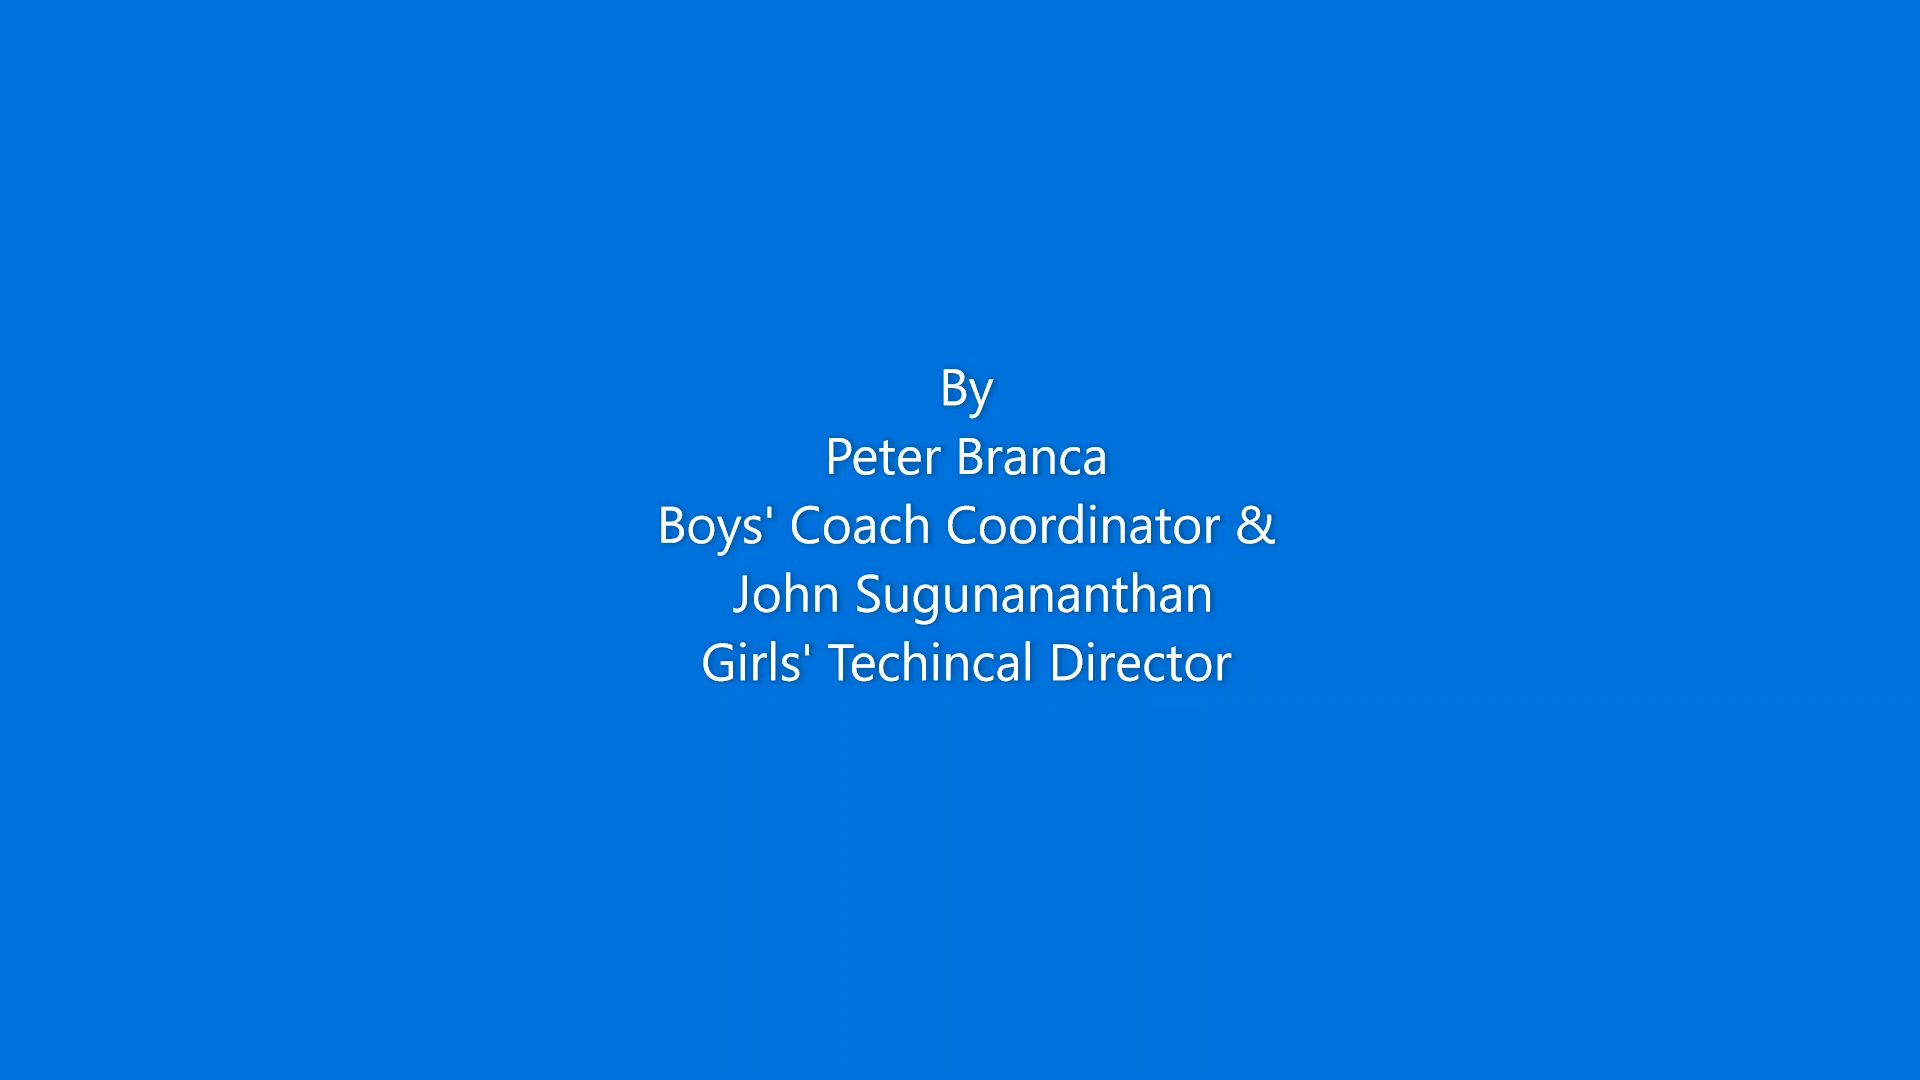 By
Peter Branca
Boys' Coach Coordinator &
John Sugunananthan
Girls' Techincal Director